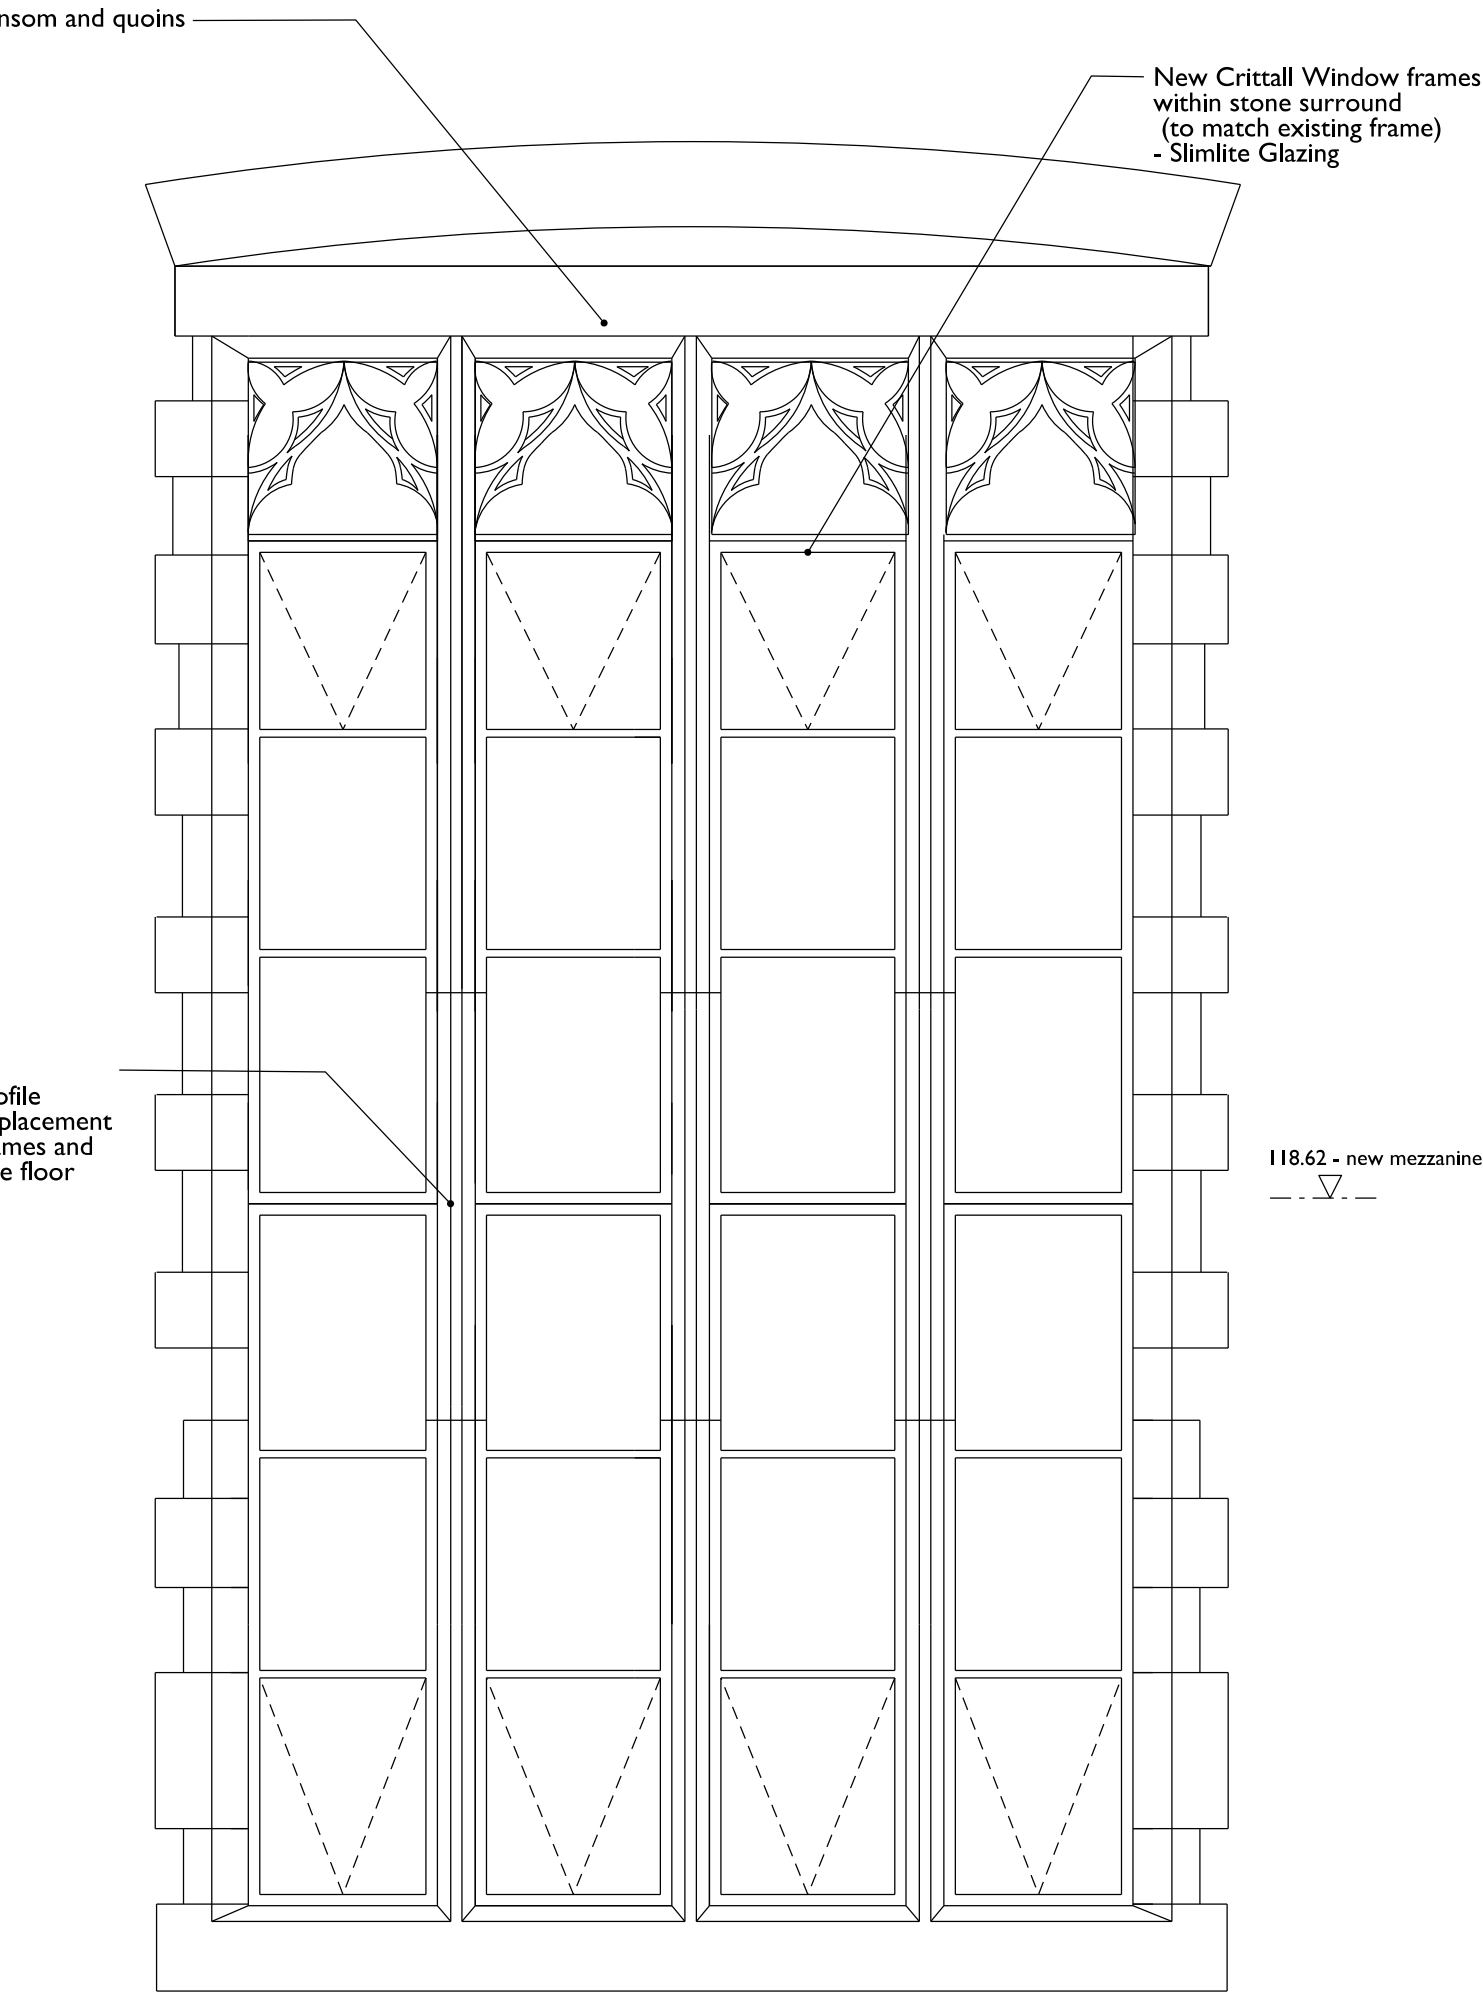 nsom and quoins
New Crittall Window frames
within stone surround
(to match existing frame)
- Slimlite Glazing
ofile
placement
mes and
e floor
118.62 - new mezzanine